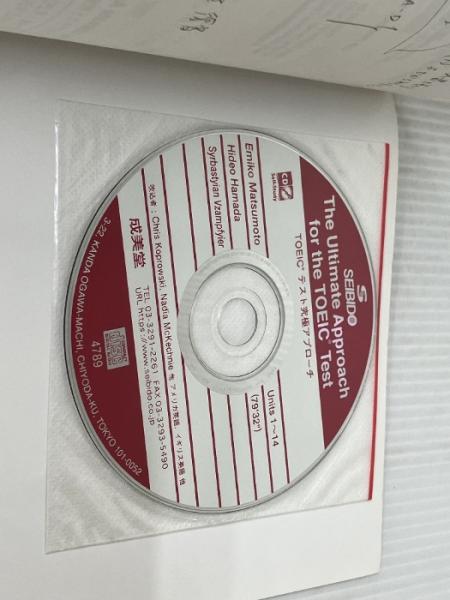 S
SEIBIDO
The Ultimate Approach
for the TOEIC® Test
TOEIC® テスト究極アプローチ
CD
Self-Study
Emiko Matsumoto
Hideo Hamada
Syrbastyian Vzampfyler
Units 1～14
(79'32")
吹込者：Chris Koprowski, Nadia McKechnie 他 アメリカ英語、イギリス英語 他
成美堂
TEL 03-3291-2261 FAX 03-3293-5490
URL https://www.seibido.co.jp
4789
3-22, KANDA OGAWA-MACHI, CHIYODA-KU, TOKYO 101-0052